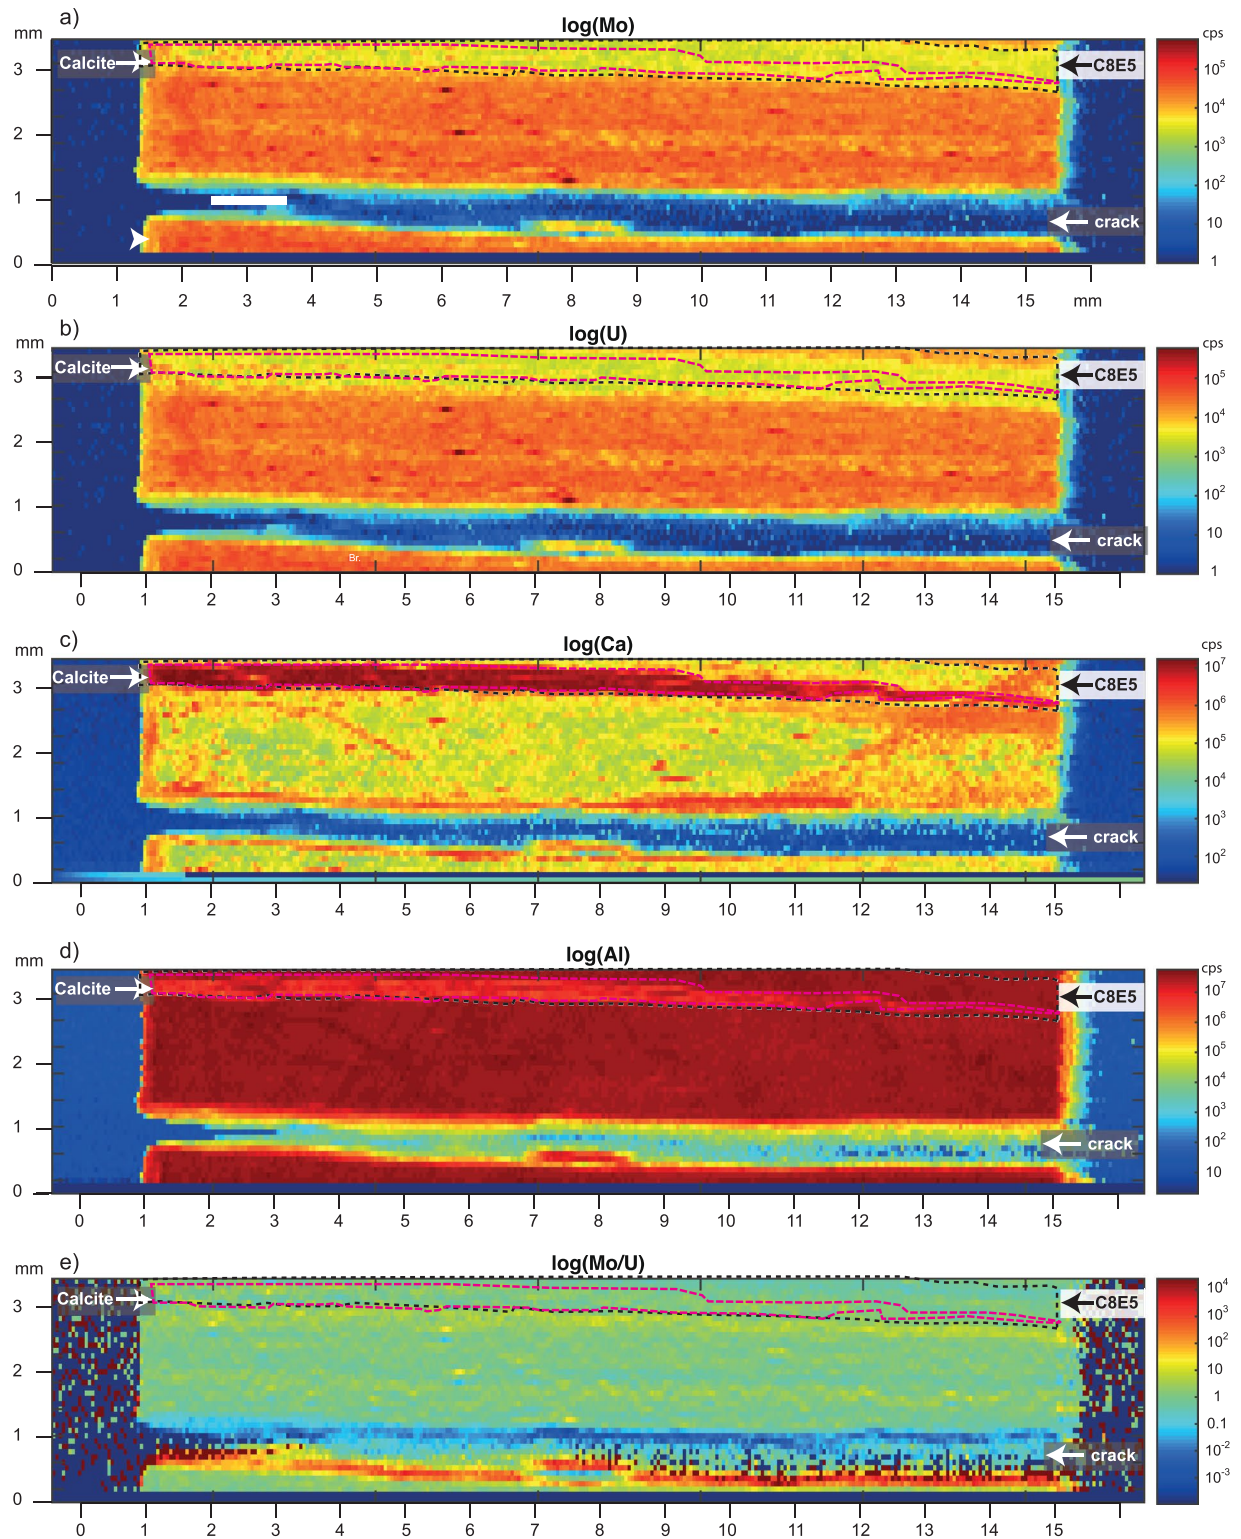 a)
log(Mo)
mm
cps
Calcite
C8E5
crack
3
2
1
0
10⁵
10⁴
10³
10²
10
1
0 1 2 3 4 5 6 7 8 9 10 11 12 13 14 15 mm
b)
log(U)
mm
cps
Calcite
C8E5
crack
Br.
3
2
1
0
10⁵
10⁴
10³
10²
10
1
0 1 2 3 4 5 6 7 8 9 10 11 12 13 14 15
c)
log(Ca)
mm
cps
Calcite
C8E5
crack
3
2
1
0
10⁷
10⁶
10⁵
10⁴
10³
10²
0 1 2 3 4 5 6 7 8 9 10 11 12 13 14 15
d)
log(Al)
mm
cps
Calcite
C8E5
crack
3
2
1
0
10⁷
10⁶
10⁵
10⁴
10³
10²
10
0 1 2 3 4 5 6 7 8 9 10 11 12 13 14 15
e)
log(Mo/U)
mm
Calcite
C8E5
crack
3
2
1
0
10⁴
10³
10²
10
1
0.1
10⁻²
10⁻³
0 1 2 3 4 5 6 7 8 9 10 11 12 13 14 15